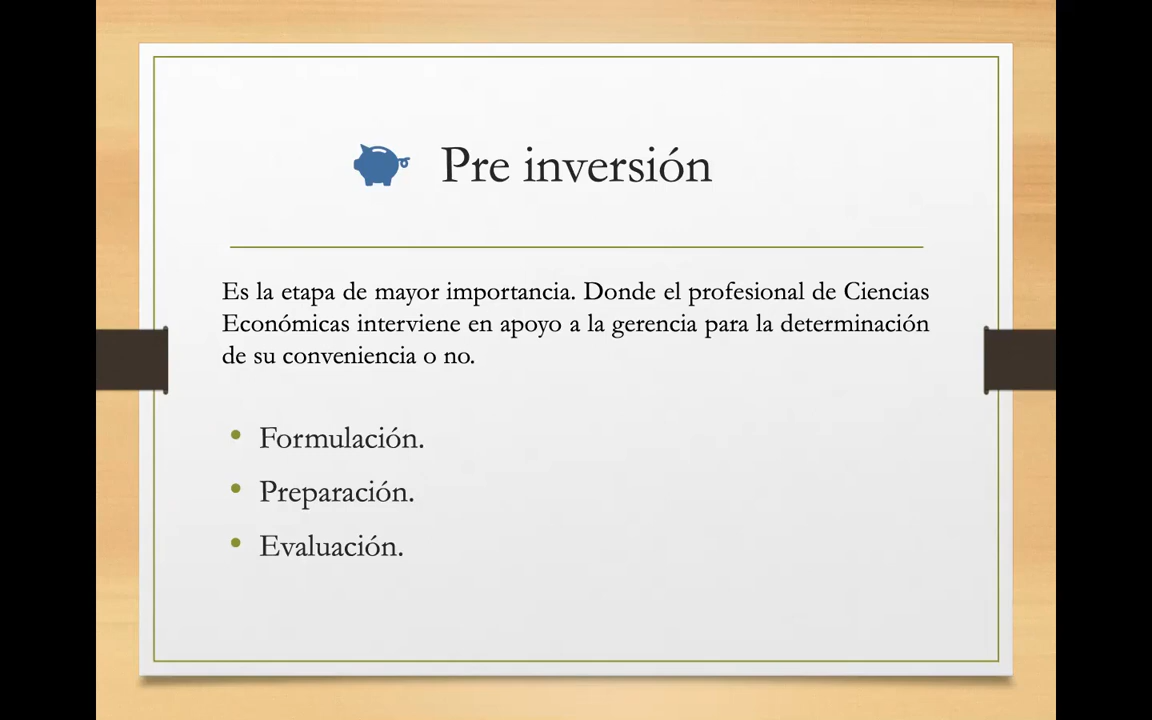 Pre inversión
Es la etapa de mayor importancia. Donde el profesional de Ciencias
Económicas interviene en apoyo a la gerencia para la determinación
de su conveniencia o no.
• Formulación.
• Preparación.
• Evaluación.